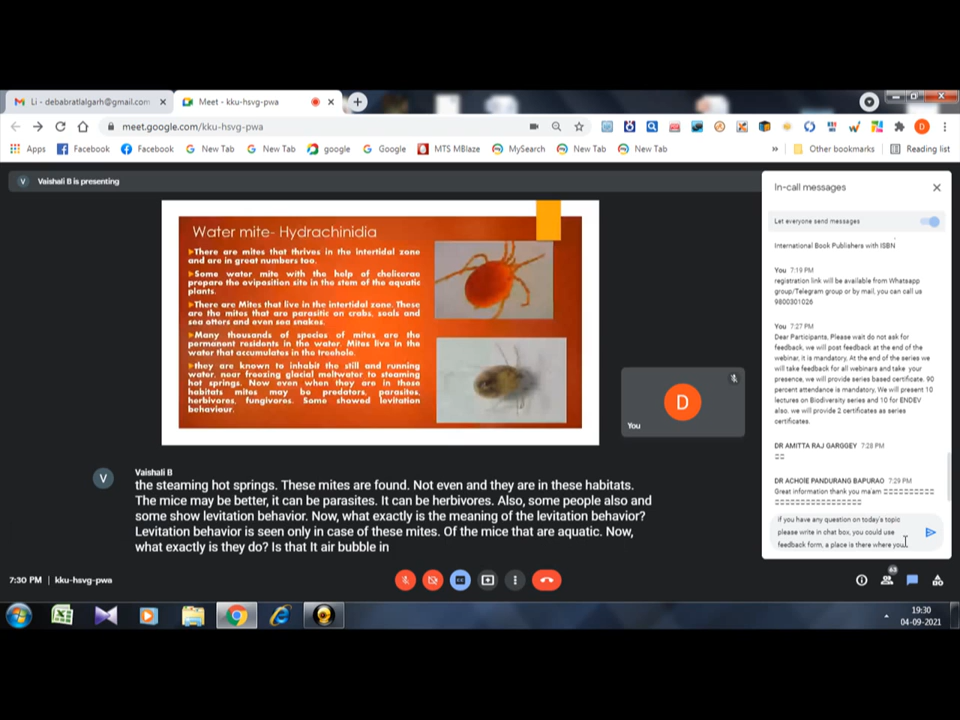 Li - debabratlalgarh@gmail.com
Meet - kku-hsvg-pwa
meet.google.com/kku-hsvg-pwa
D
Apps
Facebook
Facebook
New Tab
New Tab
google
Google
MTS MBlaze
MySearch
New Tab
New Tab
»
Other bookmarks
Reading list
V
Vaishali B is presenting
Water mite- Hydrachinidia
There are mites that thrives in the intertidal zone
and are in great numbers too.
Some water mite with the help of chelicerae
prepare the oviposition site in the stem of the aquatic
plants.
There are Mites that live in the intertidal zone. These
are the mites that are parasitic on crabs, seals and
sea otters and even sea snakes.
Many thousands of species of mites are the
permanent residents in the water. Mites live in the
water that accumulates in the treehole.
they are known to inhabit the still and running
water, near freezing glacial meltwater to steaming
hot springs. Now even when they are in these
habitats mites may be predators, parasites,
herbivores, fungivores. Some showed levitation
behaviour.
D
You
V
Vaishali B
the steaming hot springs. These mites are found. Not even and they are in these habitats.
The mice may be better, it can be parasites. It can be herbivores. Also, some people also and
some show levitation behavior. Now, what exactly is the meaning of the levitation behavior?
Levitation behavior is seen only in case of these mites. Of the mice that are aquatic. Now,
what exactly is they do? Is that It air bubble in
In-call messages
Let everyone send messages
International Book Publishers with ISBN
You 7:19 PM
registration link will be available from Whatsapp
group/Telegram group or by mail, you can call us
9800301026
You 7:27 PM
Dear Participants, Please wait do not ask for
feedback, we will post feedback at the end of the
webinar, it is mandatory, At the end of the series we
will take feedback for all webinars and take your
presence, we will provide series based certificate. 90
percent attendance is mandatory. We will present 10
lectures on Biodiversity series and 10 for ENDEV
also. we will provide 2 certificates as series
certificates.
DR AMITTA RAJ GARGGEY 7:28 PM
DR ACHOIE PANDURANG BAPURAO 7:29 PM
Great information thank you ma'am
If you have any question on today's topic
please write in chat box, you could use
feedback form, a place is there where you
7:30 PM | kku-hsvg-pwa
63
19:30
04-09-2021